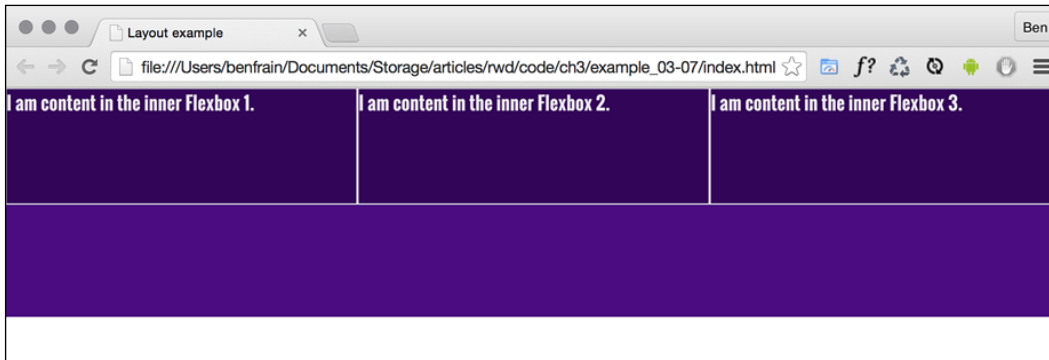 Layout example
Ben
file:///Users/benfrain/Documents/Storage/articles/rwd/code/ch3/example_03-07/index.html
f?
I am content in the inner Flexbox 1.
I am content in the inner Flexbox 2.
I am content in the inner Flexbox 3.